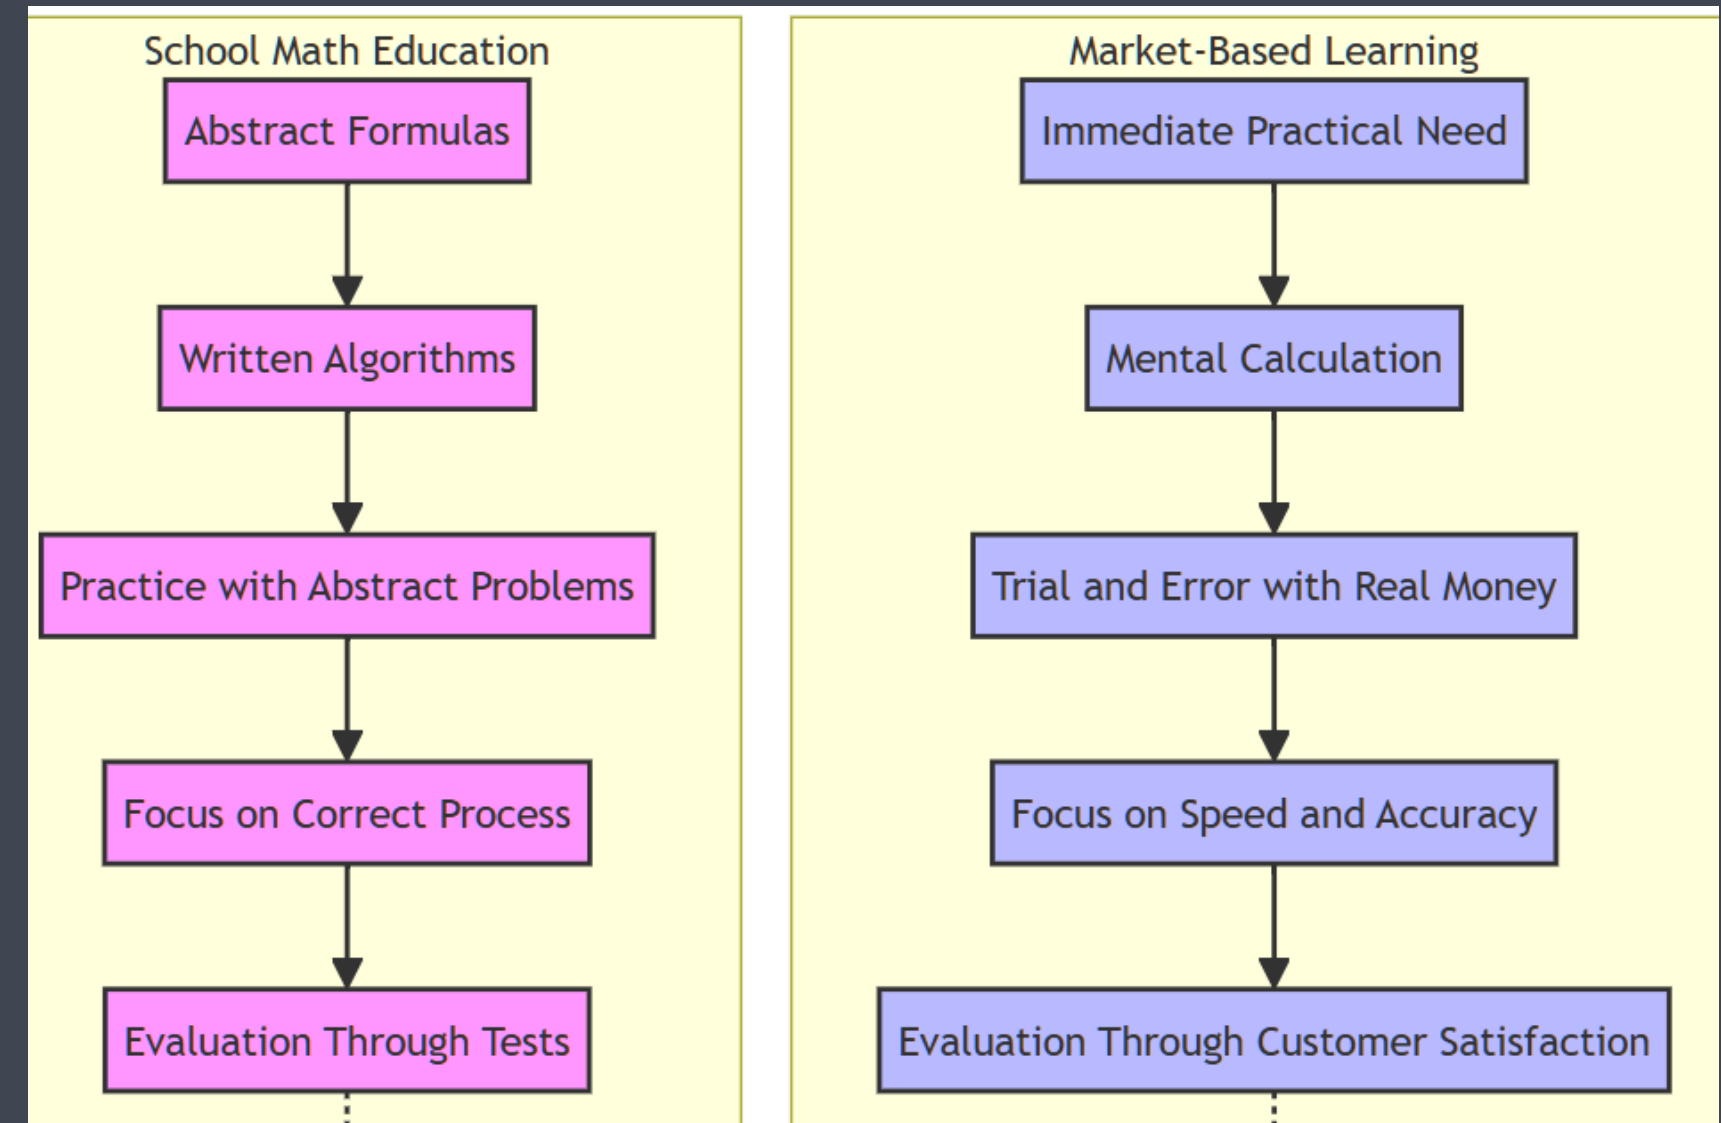 School Math Education
Abstract Formulas
Written Algorithms
Practice with Abstract Problems
Focus on Correct Process
Evaluation Through Tests
Market-Based Learning
Immediate Practical Need
Mental Calculation
Trial and Error with Real Money
Focus on Speed and Accuracy
Evaluation Through Customer Satisfaction